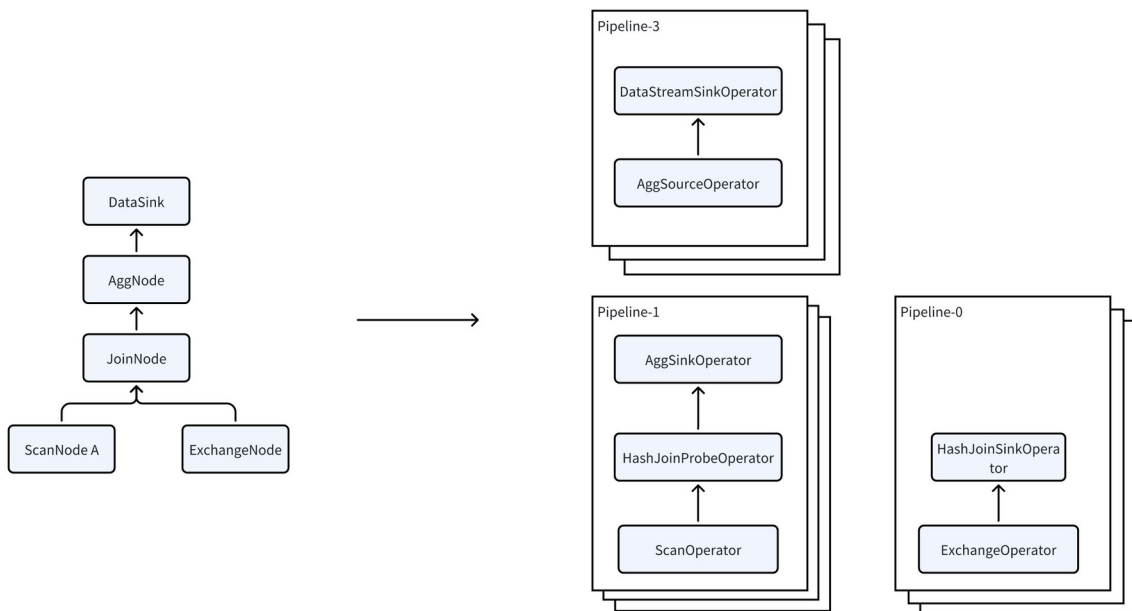 DataSink
AggNode
JoinNode
ScanNode A
ExchangeNode
Pipeline-3
DataStreamSinkOperator
AggSourceOperator
Pipeline-1
AggSinkOperator
HashJoinProbeOperator
ScanOperator
Pipeline-0
HashJoinSinkOpera
tor
ExchangeOperator